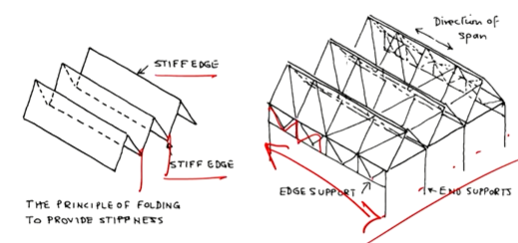 STIFF EDGE
STIFF EDGE
THE PRINCIPLE OF FOLDING
TO PROVIDE STIFFNESS
Direction of
span
EDGE SUPPORT
END SUPPORTS